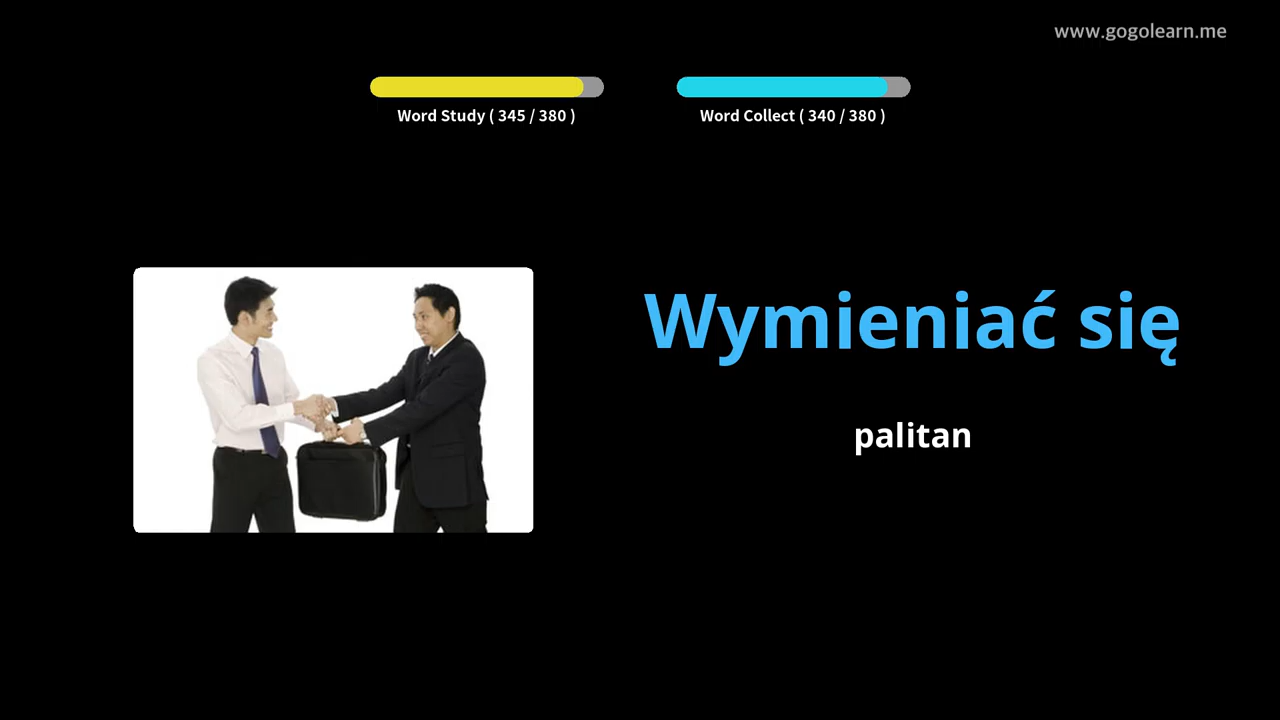 www.gogolearn.me
Word Study ( 345 / 380 )
Word Collect ( 340 / 380 )
Wymieniać się
palitan